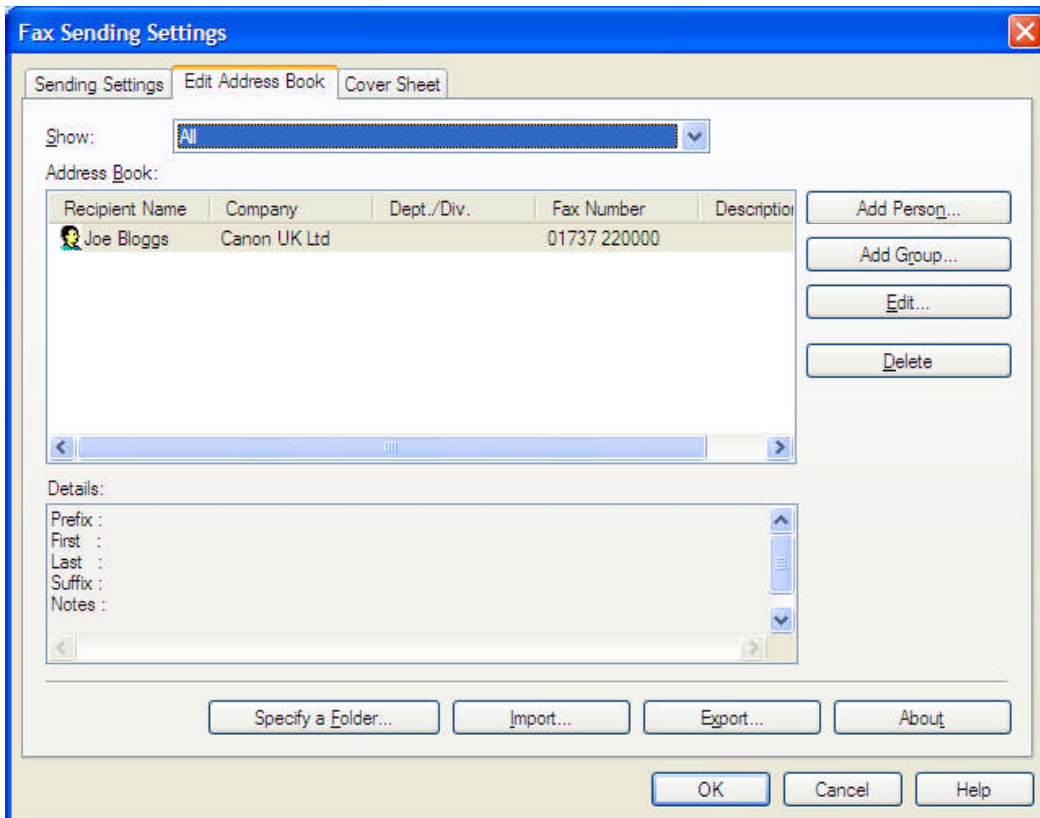 Fax Sending Settings
Sending Settings Edit Address Book Cover Sheet
Show: All
Address Book:
Recipient Name Company Dept./Div. Fax Number Description
Joe Bloggs Canon UK Ltd 01737 220000
Add Person...
Add Group...
Edit...
Delete
Details:
Prefix :
First :
Last :
Suffix :
Notes :
Specify a Folder... Import... Export... About
OK Cancel Help